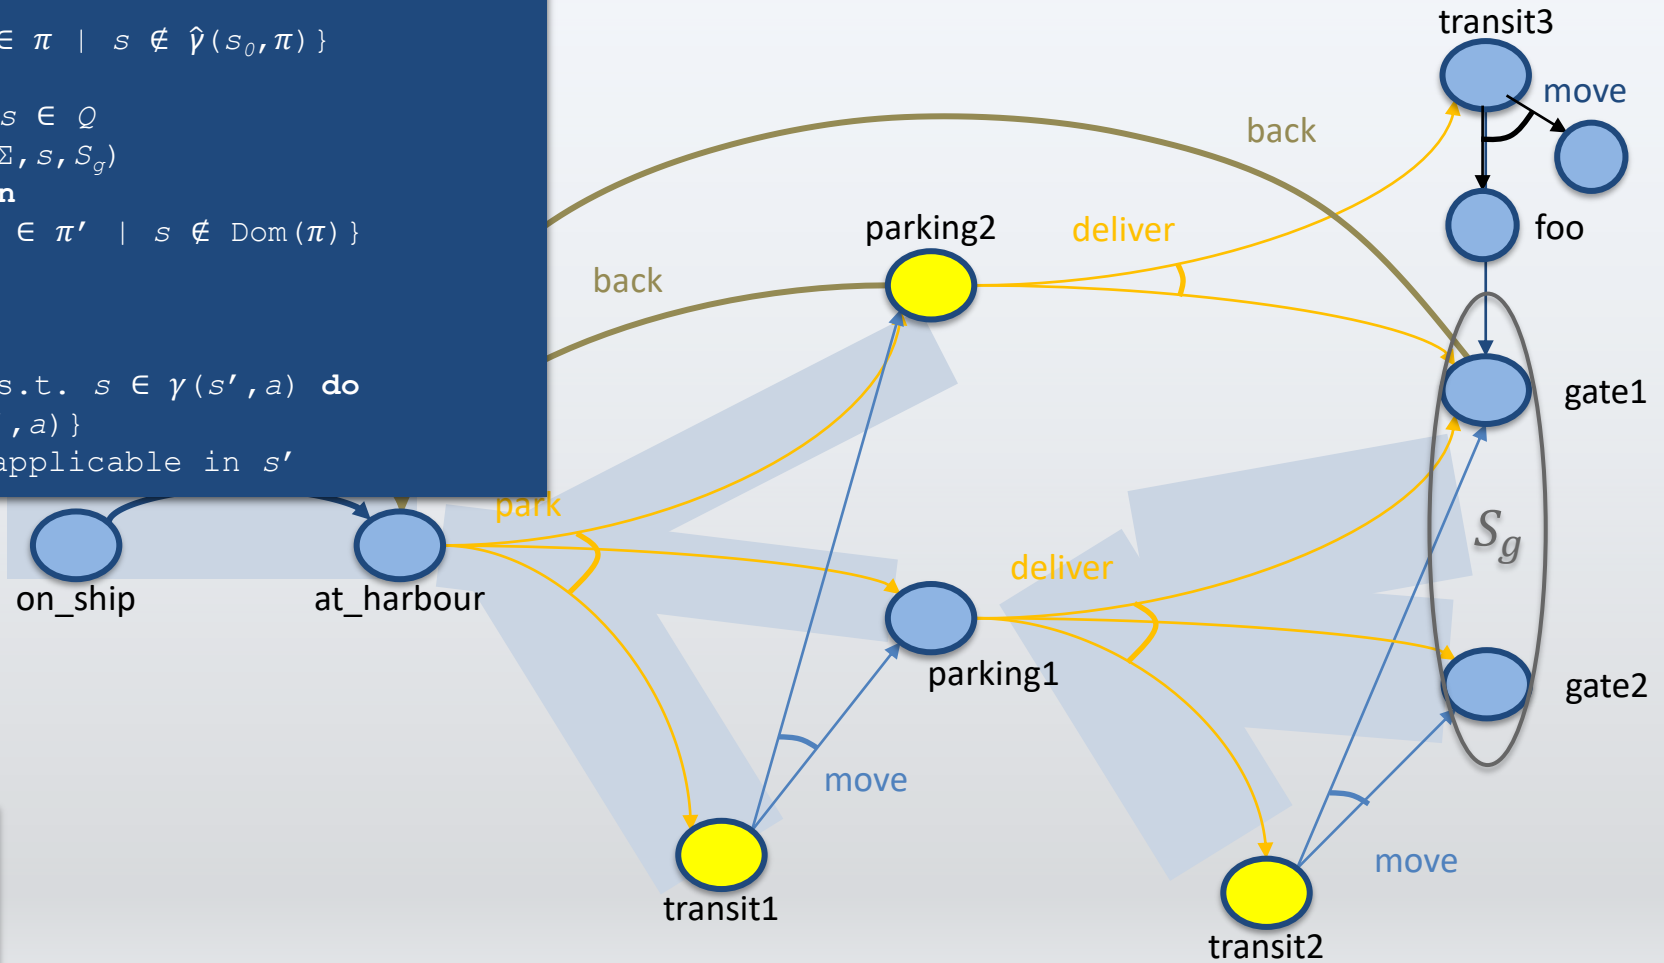 ∈ π | s ∉ γ̂(s₀,π)}
s ∈ Q
Σ,s,S_g)
n
∈ π′ | s ∉ Dom(π)}
s.t. s ∈ γ(s′,a) do
,a)}
applicable in s′
transit3
move
back
foo
parking2
deliver
back
gate1
park
S_g
on_ship
at_harbour
deliver
parking1
gate2
move
move
transit1
transit2